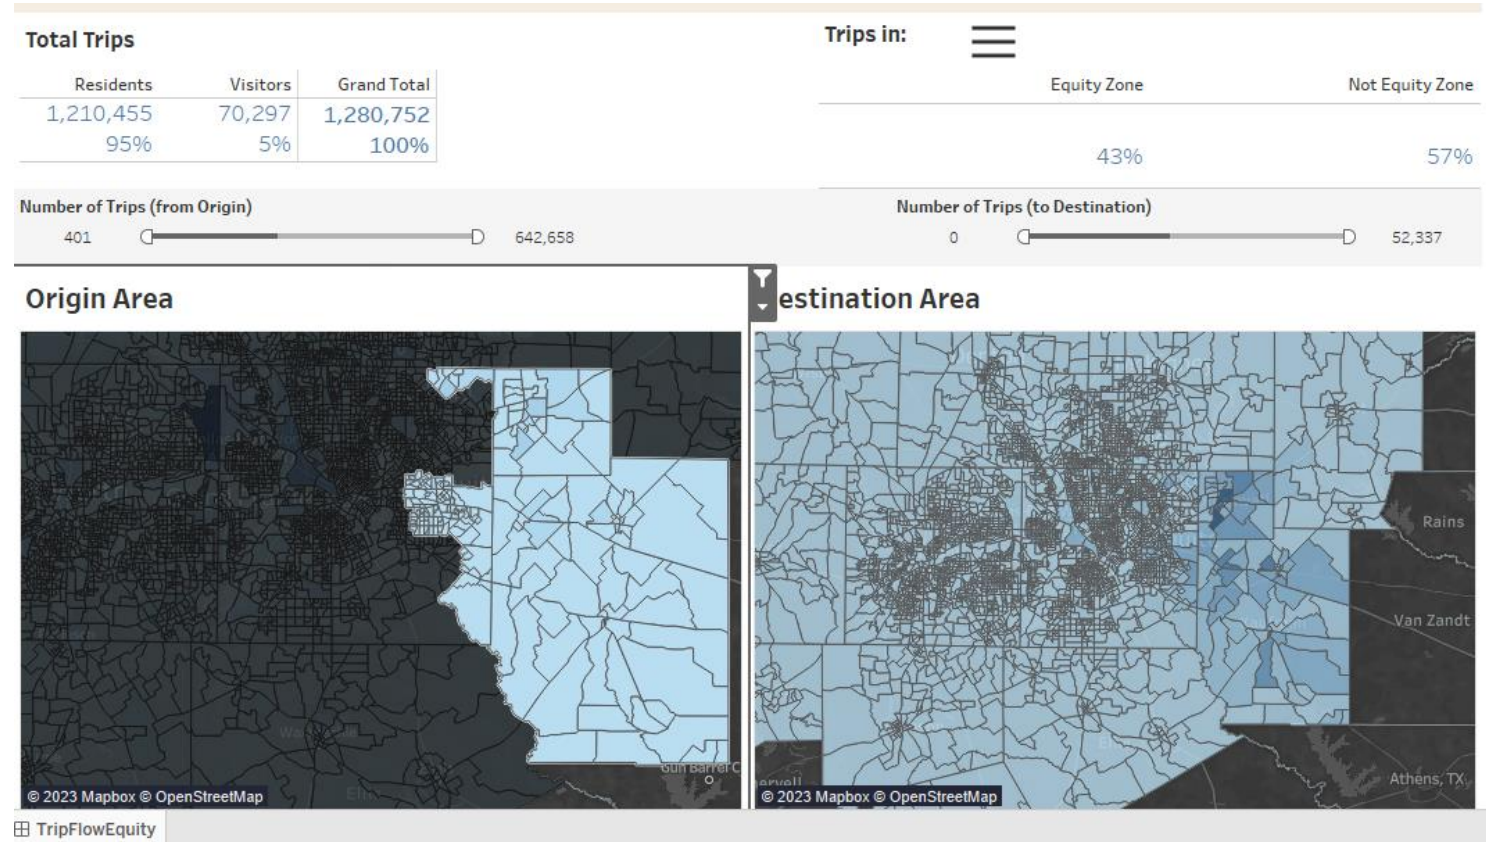 Total Trips
Trips in:
Residents Visitors Grand Total
Equity Zone Not Equity Zone
1,210,455 70,297 1,280,752
95% 5% 100%
43% 57%
Number of Trips (from Origin)
Number of Trips (to Destination)
401 642,658
0 52,337
Origin Area
estination Area
Rains
Van Zandt
Gun Barrel C
Athens, TX
© 2023 Mapbox © OpenStreetMap
© 2023 Mapbox © OpenStreetMap
TripFlowEquity